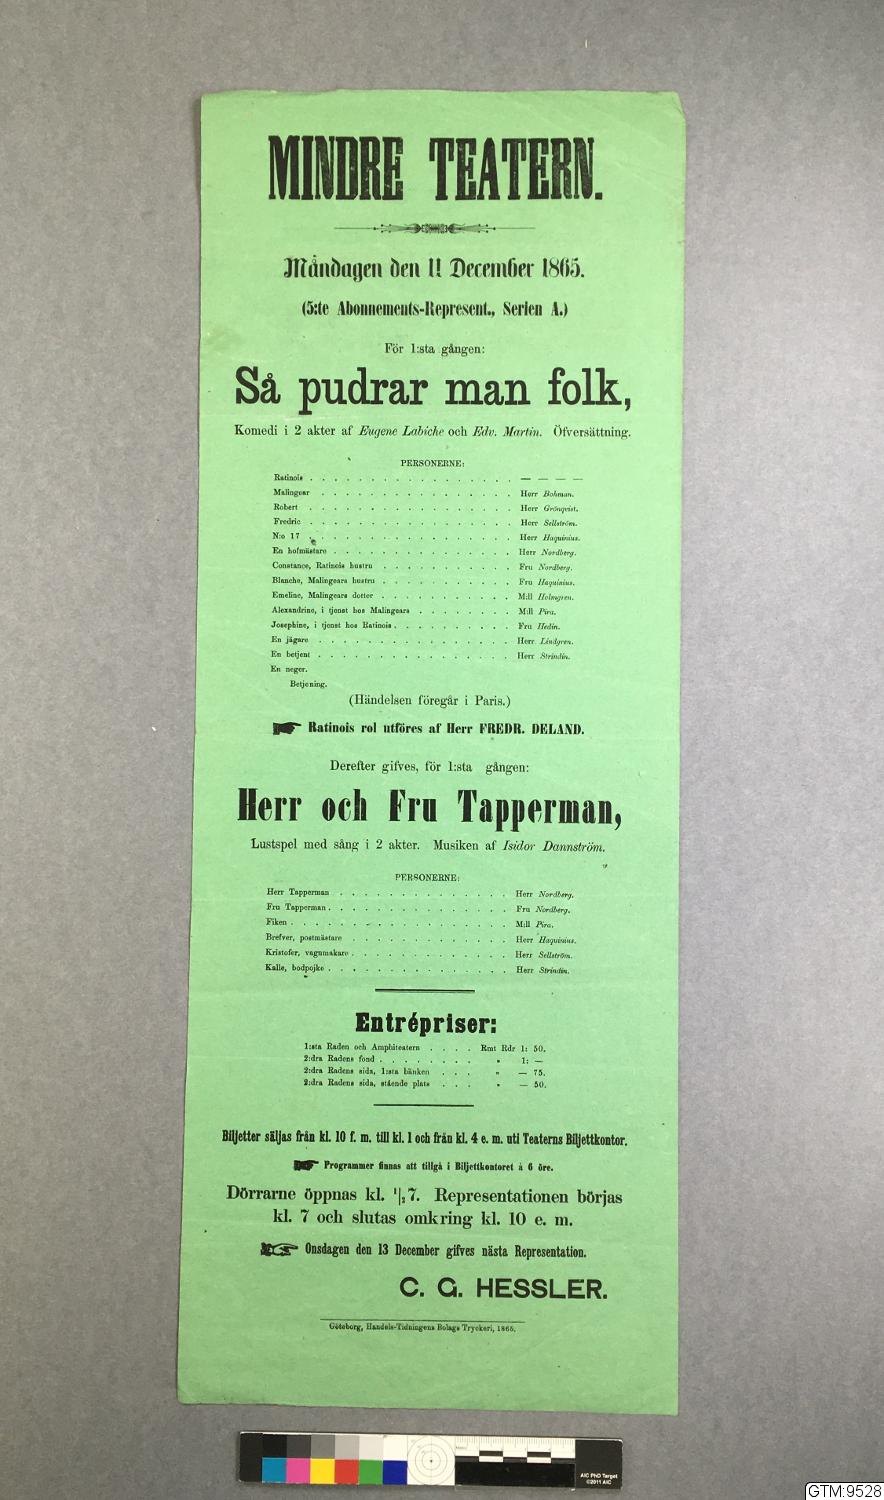 MINDRE TEATERN.
Måndagen den 11 December 1865.
(5:te Abonnements-Represent., Serien A.)
För 1:sta gången:
Så pudrar man folk,
Komedi i 2 akter af Eugene Labiche och Edv. Martin. Öfversättning.
PERSONERNE:
Ratinois . . . . . . . . . . . . . . . . — — — —
Malingear . . . . . . . . . . . . . . . Herr Bohman.
Robert . . . . . . . . . . . . . . . . Herr Grönqvist.
Fredric . . . . . . . . . . . . . . . . Herr Sellström.
N:o 17 . . . . . . . . . . . . . . . . Herr Haquinius.
En hofmästare . . . . . . . . . . . . . . Herr Nordberg.
Constance, Ratinois hustru . . . . . . . . . . Fru Nordberg.
Blanche, Malingears hustru . . . . . . . . . . Fru Haquinius.
Emeline, Malingears dotter . . . . . . . . . . M:ll Holmgren.
Alexandrine, i tjenst hos Malingears . . . . . . . M:ll Pira.
Josephine, i tjenst hos Ratinois . . . . . . . . . Fru Hedin.
En jägare . . . . . . . . . . . . . . . Herr Lindgren.
En betjent . . . . . . . . . . . . . . . Herr Strindin.
En neger.
Betjening.
(Händelsen föregår i Paris.)
Ratinois rol utföres af Herr FREDR. DELAND.
Derefter gifves, för 1:sta gången:
Herr och Fru Tapperman,
Lustspel med sång i 2 akter. Musiken af Isidor Dannström.
PERSONERNE:
Herr Tapperman . . . . . . . . . . . . . . Herr Nordberg.
Fru Tapperman . . . . . . . . . . . . . . Fru Nordberg.
Fiken . . . . . . . . . . . . . . . . . M:ll Pira.
Brefver, postmästare . . . . . . . . . . . . . Herr Haquinius.
Kristofer, vagnmakare . . . . . . . . . . . . Herr Sellström.
Kalle, bodpojke . . . . . . . . . . . . . . Herr Strindin.
Entrépriser:
1:sta Raden och Amphiteatern . . . . Rmt Rdr 1: 50.
2:dra Radens fond . . . . . . . . „ 1: —
2:dra Radens sida, 1:sta bänken . . . „ — 75.
2:dra Radens sida, stående plats . . . „ — 50.
Biljetter säljas från kl. 10 f. m. till kl. 1 och från kl. 4 e. m. uti Teaterns Biljettkontor.
Programmer finnas att tillgå i Biljettkontoret à 6 öre.
Dörrarne öppnas kl. 1/2 7. Representationen börjas
kl. 7 och slutas omkring kl. 10 e. m.
Onsdagen den 13 December gifves nästa Representation.
C. G. HESSLER.
Göteborg, Handels-Tidningens Bolags Tryckeri, 1865.
AIC PhD Target
©2011 AIC
GTM:9528